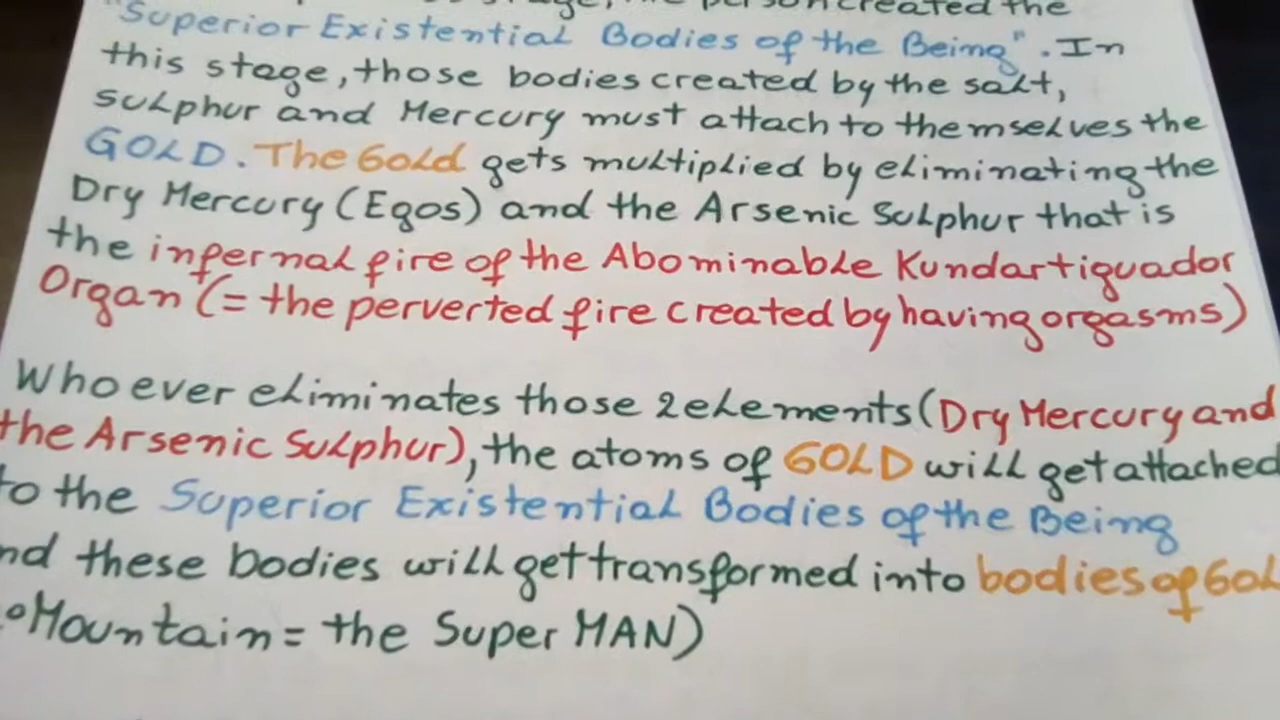 stage, the person created the
"Superior Existential Bodies of the Being". In
this stage, those bodies created by the salt,
sulphur and Mercury must attach to themselves the
GOLD. The Gold gets multiplied by eliminating the
Dry Mercury (Egos) and the Arsenic Sulphur that is
the infernal fire of the Abominable Kundartiguador
Organ (= the perverted fire created by having orgasms)
Whoever eliminates those 2 elements (Dry Mercury and
the Arsenic Sulphur), the atoms of GOLD will get attached
to the Superior Existential Bodies of the Being
nd these bodies will get transformed into bodies of Gol
Mountain = the Super MAN)